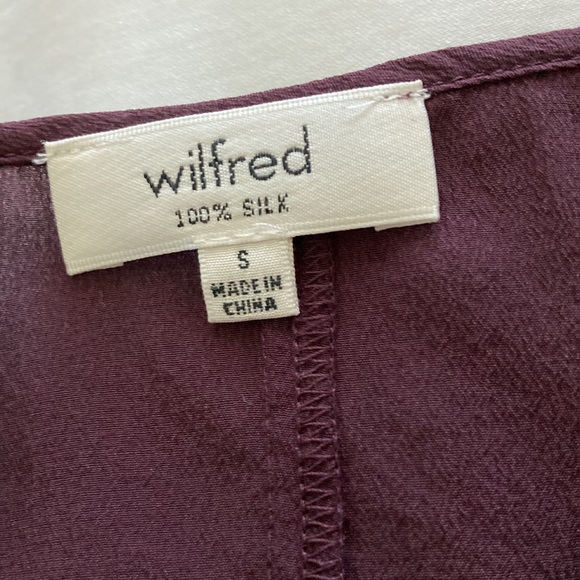 wilfred
100% SILK
S
MADE IN
CHINA